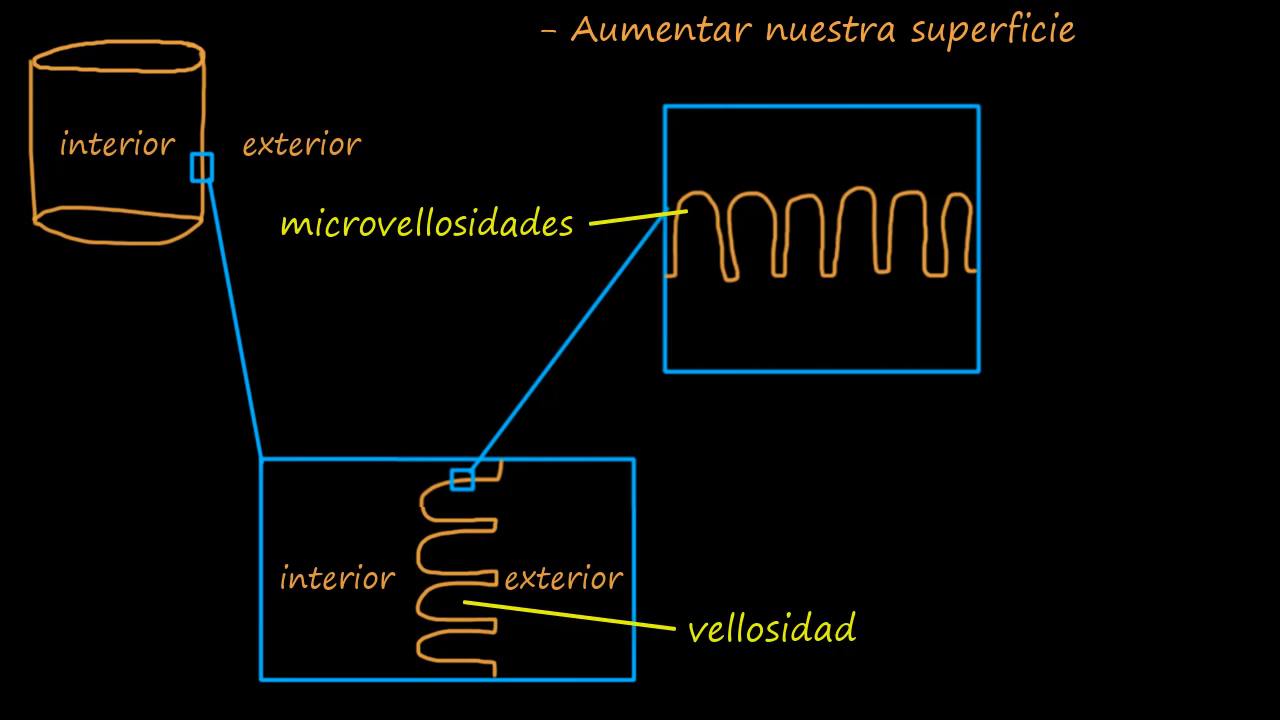 - Aumentar nuestra superficie
interior exterior
microvellosidades
interior exterior
vellosidad